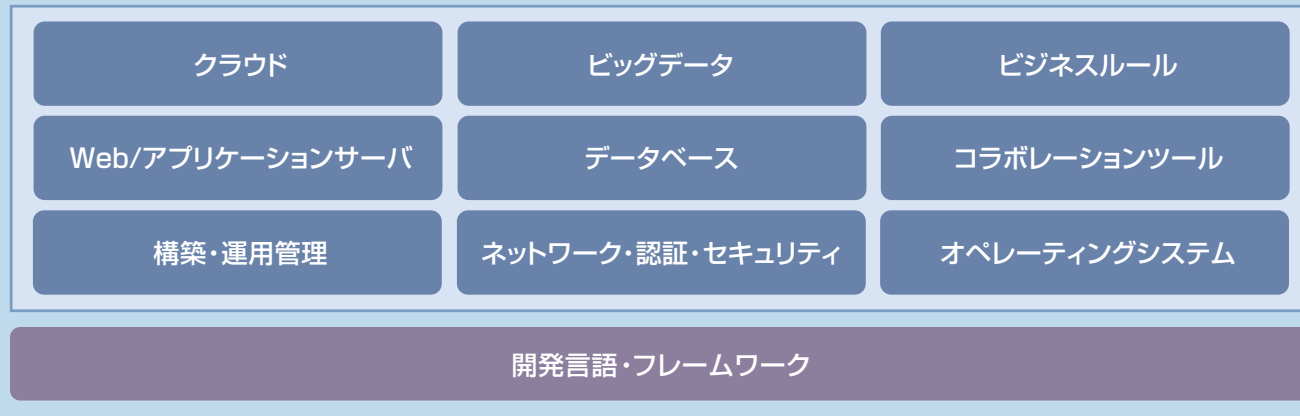 クラウド
ビッグデータ
ビジネスルール
Web/アプリケーションサーバ
データベース
コラボレーションツール
構築・運用管理
ネットワーク・認証・セキュリティ
オペレーティングシステム
開発言語・フレームワーク